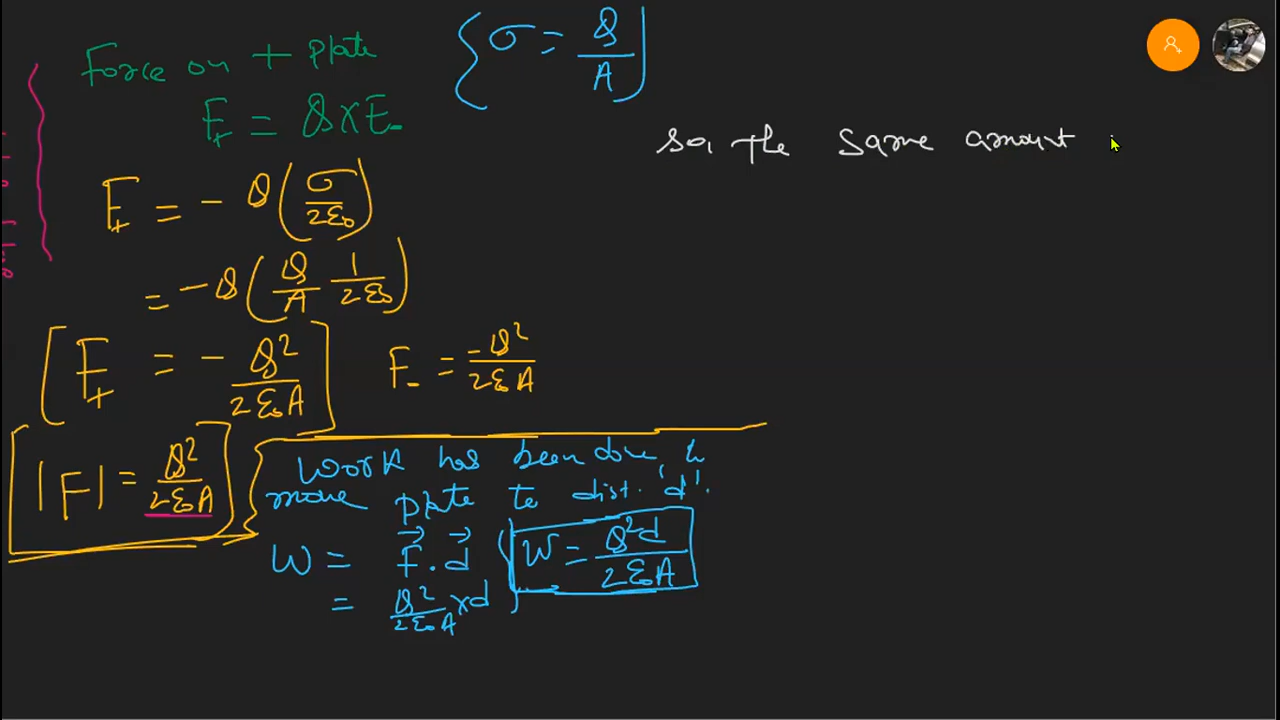 Force on + plate
{σ = Q/A}
F+ = Q×E-
F+ = -Q(σ/2ε₀)
= -Q(Q/A 1/2ε₀)
[F+ = -Q²/2ε₀A]
F- = -Q²/2ε₀A
|F| = Q²/2ε₀A
Work has been done, to
move plate to dist. 'd'.
W = F⃗ . d⃗
= Q²/2ε₀A × d
W = Q²d/2ε₀A
So, the same amount